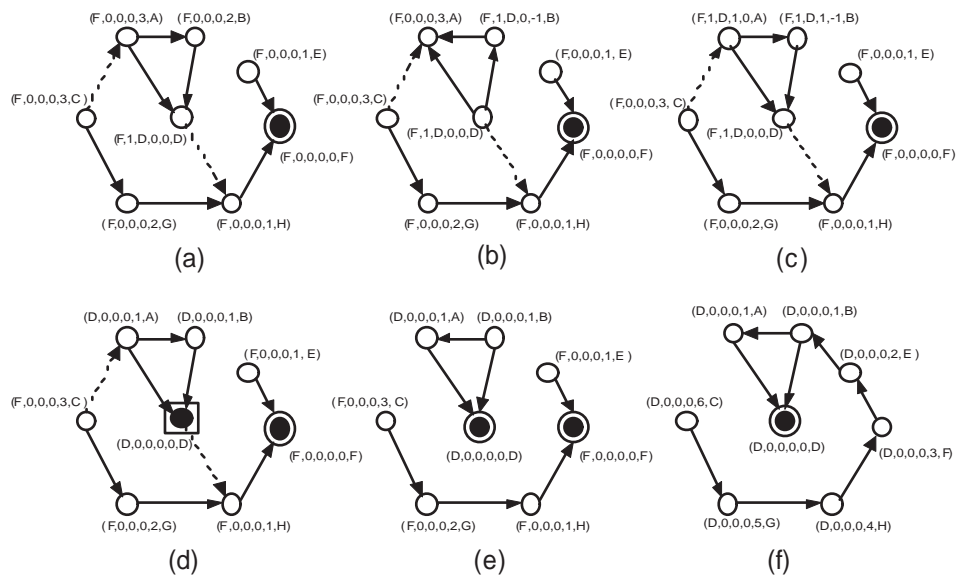 (F,0,0,0,3,A) (F,0,0,0,2,B)
(F,0,0,0,1,E)
(F,0,0,0,3,C )
(F,1,D,0,0,D)
(F,0,0,0,0,F)
(F,0,0,0,2,G) (F,0,0,0,1,H)
(a)
(F,0,0,0,3,A) (F,1,D,0,-1,B)
(F,0,0,0,1, E)
(F,0,0,0,3,C)
(F,1,D,0,0,D)
(F,0,0,0,0,F)
(F,0,0,0,2,G) (F,0,0,0,1,H)
(b)
(F,1,D,1,0,A) (F,1,D,1,-1,B)
(F,0,0,0,1, E)
(F,0,0,0,3, C)
(F,1,D,0,0,D)
(F,0,0,0,0,F)
(F,0,0,0,2,G) (F,0,0,0,1,H)
(c)
(D,0,0,0,1,A) (D,0,0,0,1,B)
(F,0,0,0,1, E)
(F,0,0,0,3,C )
(D,0,0,0,0,D)
(F,0,0,0,0,F)
(F,0,0,0,2,G) (F,0,0,0,1,H)
(d)
(D,0,0,0,1,A) (D,0,0,0,1,B)
(F,0,0,0,1,E )
(F,0,0,0,3, C)
(D,0,0,0,0,D)
(F,0,0,0,0,F)
(F,0,0,0,2,G) (F,0,0,0,1,H)
(e)
(D,0,0,0,1,A) (D,0,0,0,1,B)
(D,0,0,0,2,E )
(D,0,0,0,6,C)
(D,0,0,0,0,D)
(D,0,0,0,3,F)
(D,0,0,0,5,G) (D,0,0,0,4,H)
(f)